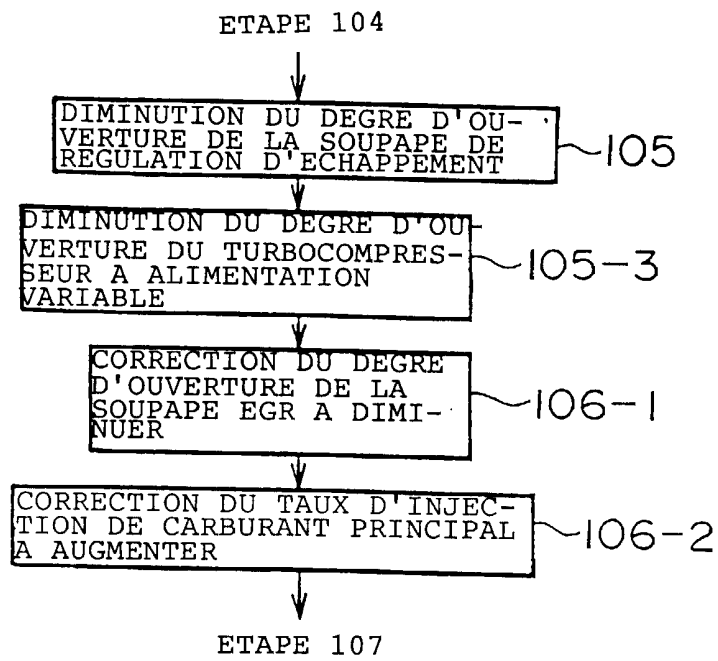 ETAPE 104
DIMINUTION DU DEGRE D'OU-
VERTURE DE LA SOUPAPE DE
REGULATION D'ECHAPPEMENT
105
DIMINUTION DU DEGRE D'OU-
VERTURE DU TURBOCOMPRES-
SEUR A ALIMENTATION
VARIABLE
105-3
CORRECTION DU DEGRE
D'OUVERTURE DE LA
SOUPAPE EGR A DIMI-
NUER
106-1
CORRECTION DU TAUX D'INJEC-
TION DE CARBURANT PRINCIPAL
A AUGMENTER
106-2
ETAPE 107